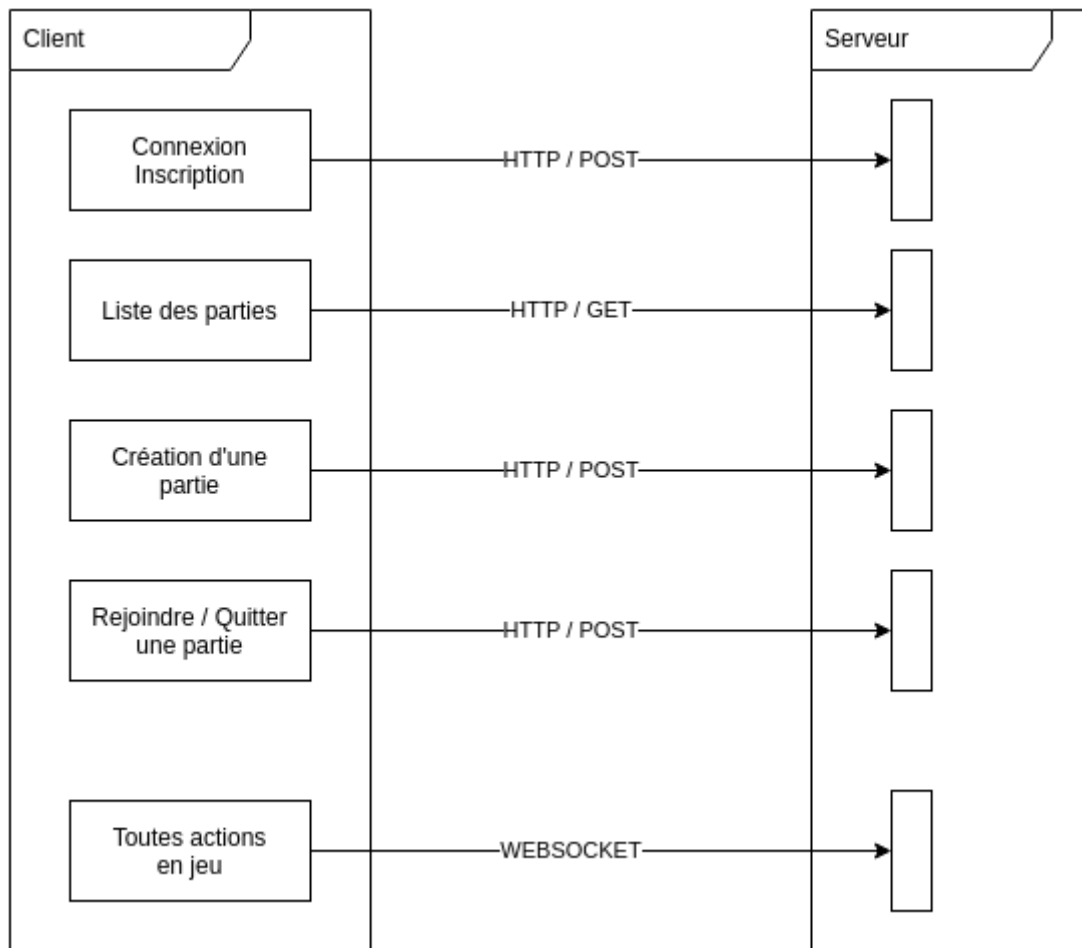 Client
Serveur
Connexion
Inscription
HTTP / POST
Liste des parties
HTTP / GET
Création d'une
partie
HTTP / POST
Rejoindre / Quitter
une partie
HTTP / POST
Toutes actions
en jeu
WEBSOCKET